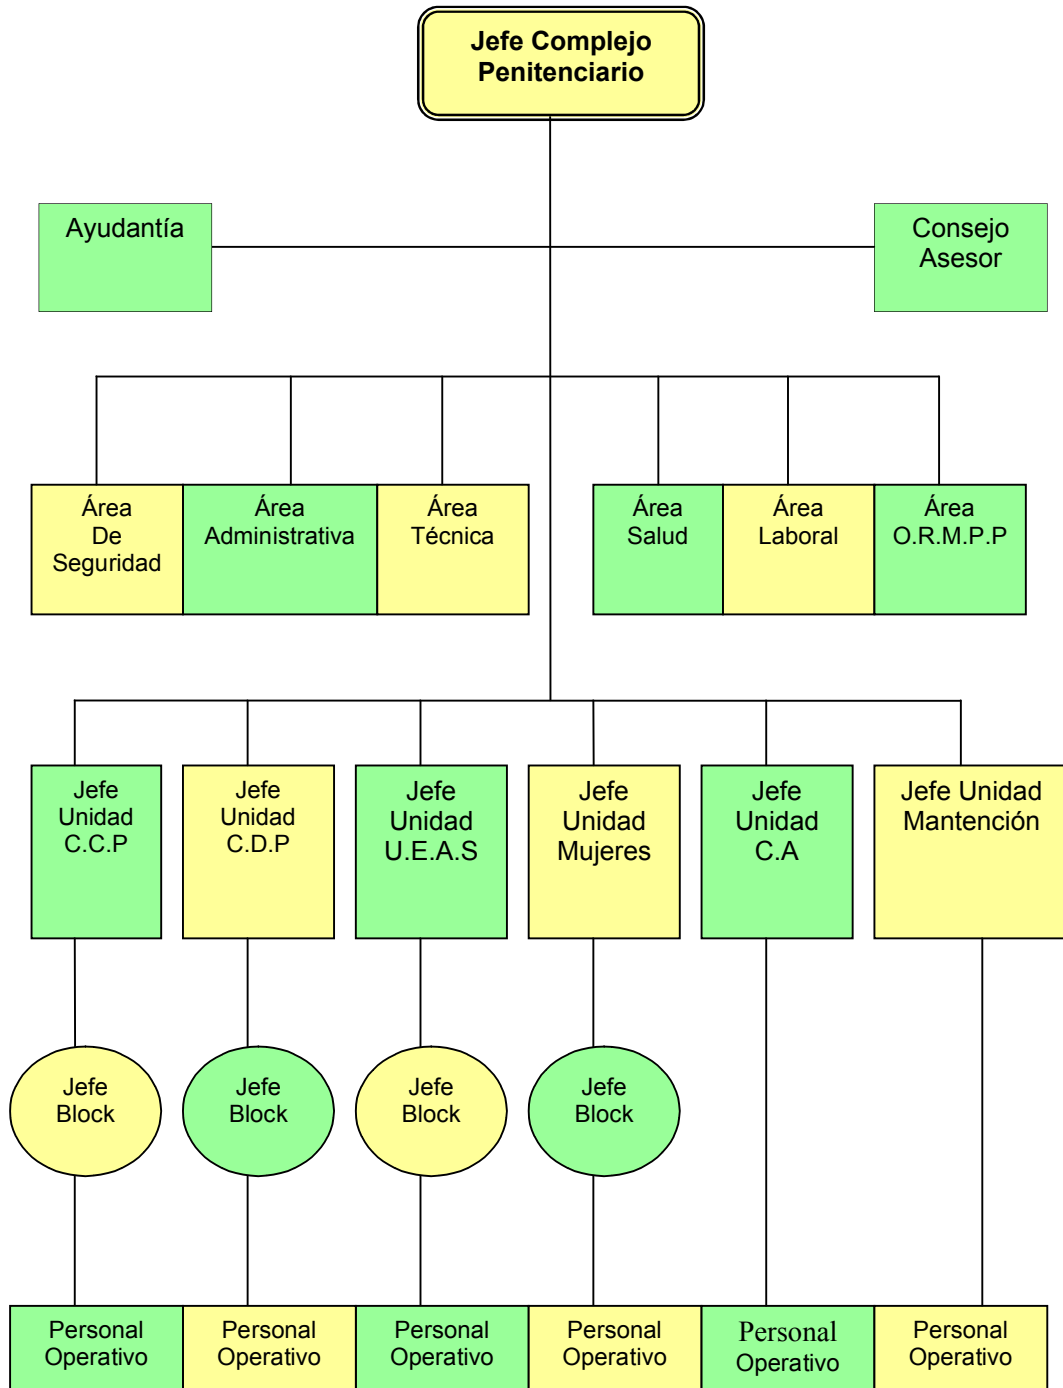 Jefe Complejo
Penitenciario
Ayudantía
Consejo
Asesor
Área
De
Seguridad
Área
Administrativa
Área
Técnica
Área
Salud
Área
Laboral
Área
O.R.M.P.P
Jefe
Unidad
C.C.P
Jefe
Unidad
C.D.P
Jefe
Unidad
U.E.A.S
Jefe
Unidad
Mujeres
Jefe
Unidad
C.A
Jefe Unidad
Mantención
Jefe
Block
Jefe
Block
Jefe
Block
Jefe
Block
Personal
Operativo
Personal
Operativo
Personal
Operativo
Personal
Operativo
Personal
Operativo
Personal
Operativo